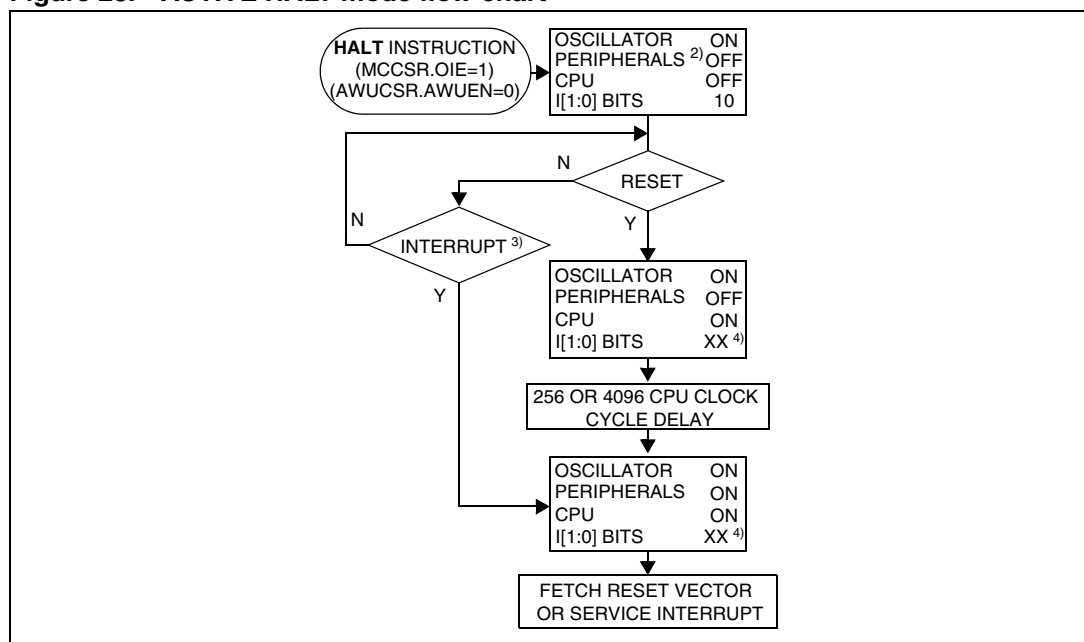 Figure ACTIVE HALT mode flow chart
HALT INSTRUCTION
(MCCSR.OIE=1)
(AWUCSR.AWUEN=0)
OSCILLATOR ON
PERIPHERALS 2) OFF
CPU OFF
I[1:0] BITS 10
N
RESET
N
Y
INTERRUPT 3)
Y
OSCILLATOR ON
PERIPHERALS OFF
CPU ON
I[1:0] BITS XX 4)
256 OR 4096 CPU CLOCK
CYCLE DELAY
OSCILLATOR ON
PERIPHERALS ON
CPU ON
I[1:0] BITS XX 4)
FETCH RESET VECTOR
OR SERVICE INTERRUPT